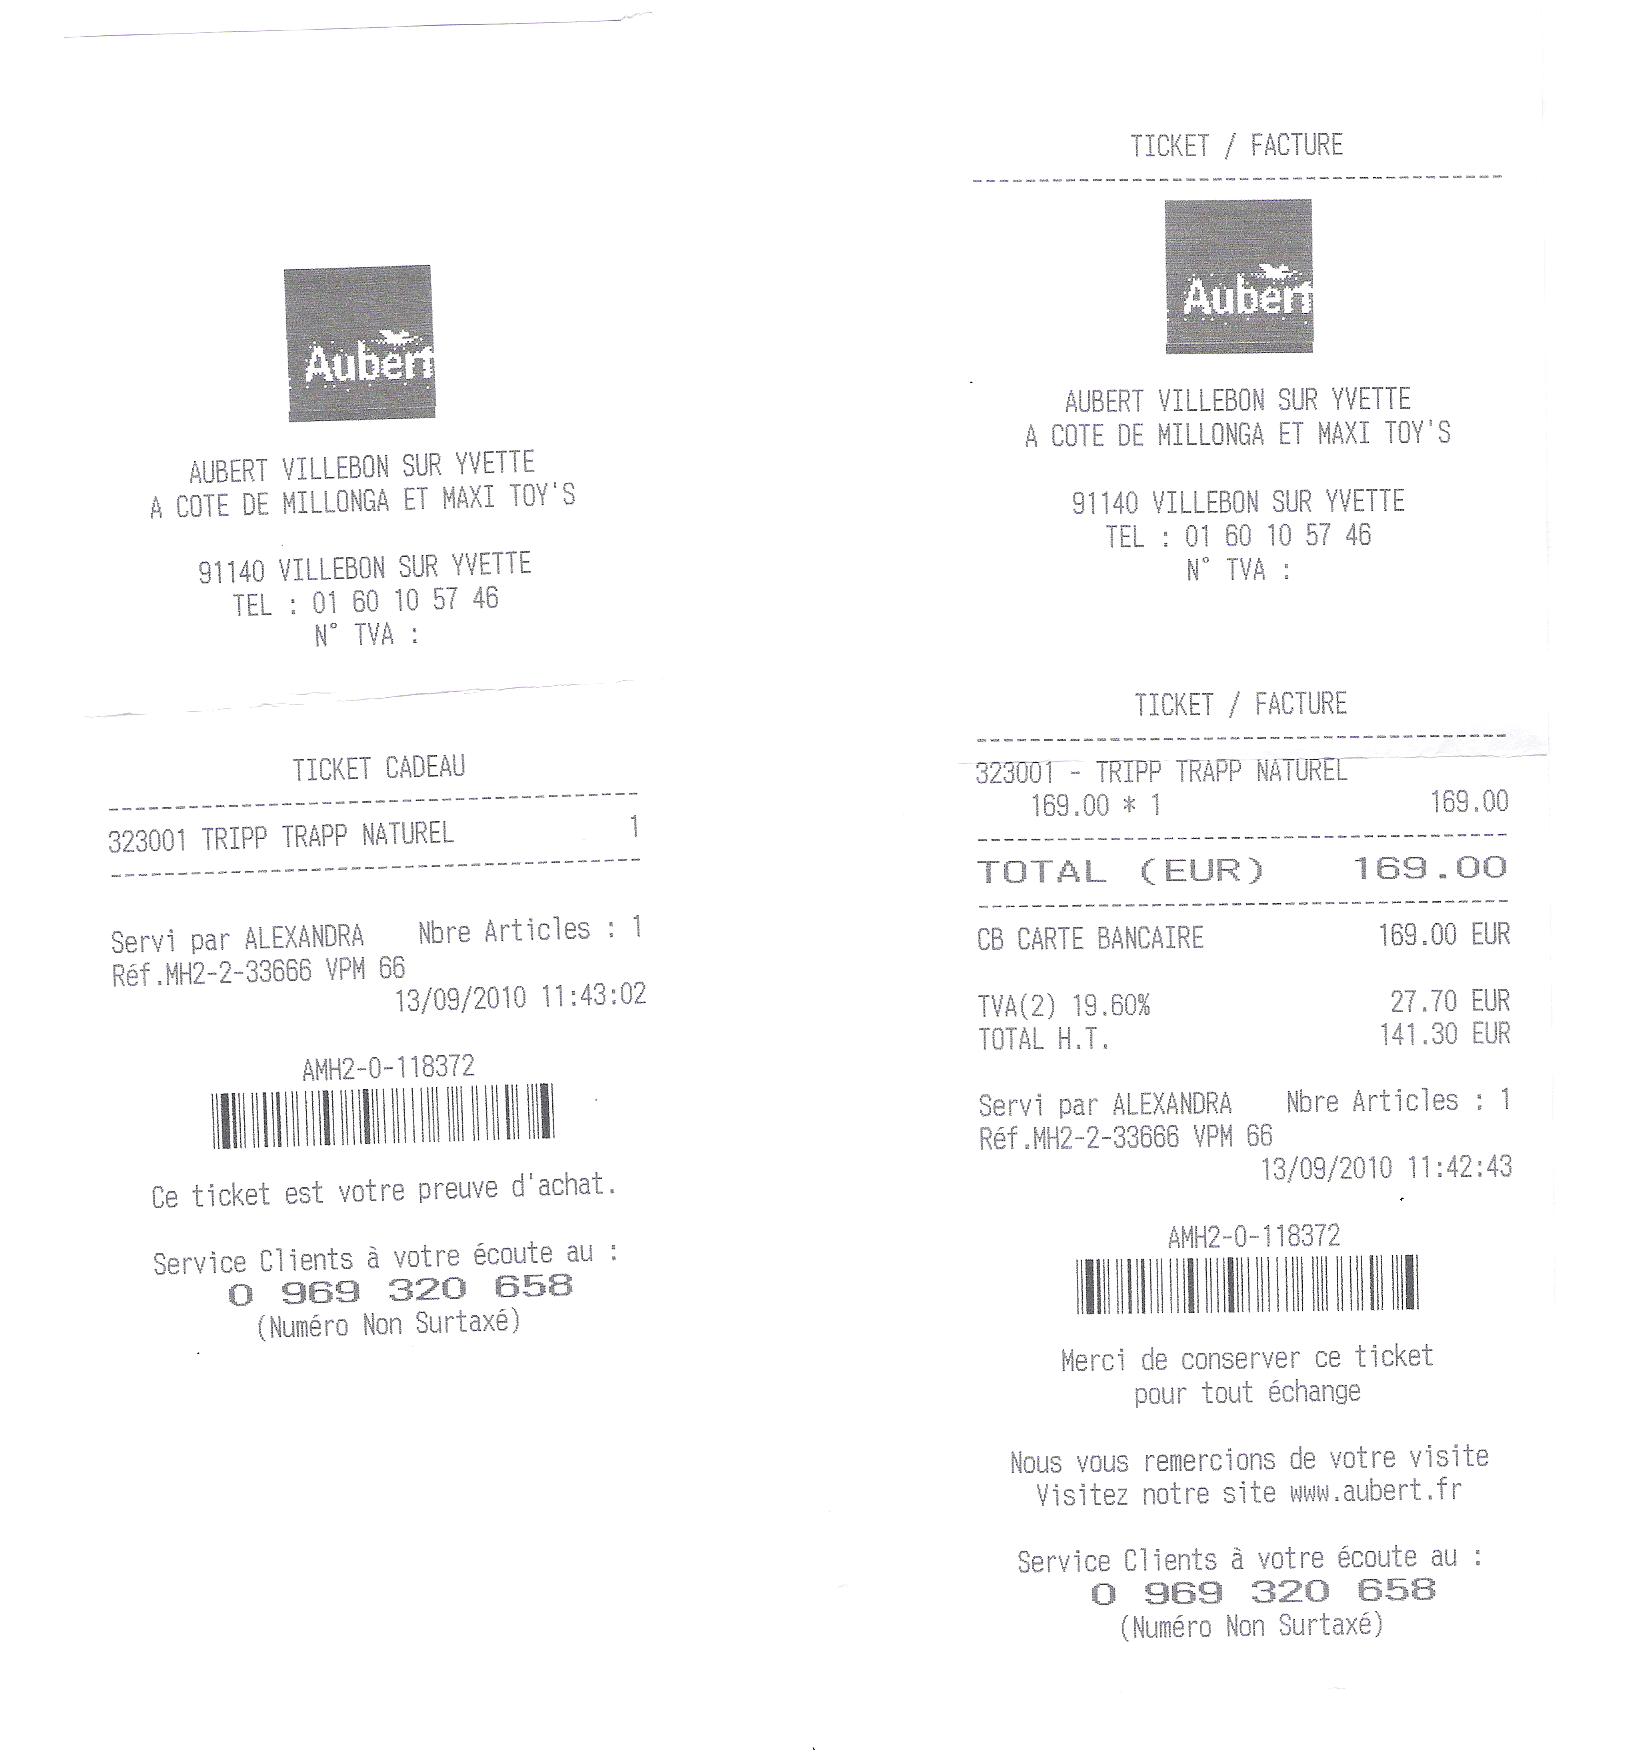 Aubert
AUBERT VILLEBON SUR YVETTE
A COTE DE MILLONGA ET MAXI TOY'S
91140 VILLEBON SUR YVETTE
TEL : 01 60 10 57 46
N° TVA :
TICKET CADEAU
323001 TRIPP TRAPP NATUREL 1
Servi par ALEXANDRA Nbre Articles : 1
Réf.MH2-2-33666 VPM 66
13/09/2010 11:43:02
AMH2-0-118372
Ce ticket est votre preuve d'achat.
Service Clients à votre écoute au :
0 969 320 658
(Numéro Non Surtaxé)
TICKET / FACTURE
Aubert
AUBERT VILLEBON SUR YVETTE
A COTE DE MILLONGA ET MAXI TOY'S
91140 VILLEBON SUR YVETTE
TEL : 01 60 10 57 46
N° TVA :
TICKET / FACTURE
323001 - TRIPP TRAPP NATUREL
169.00 * 1 169.00
TOTAL (EUR) 169.00
CB CARTE BANCAIRE 169.00 EUR
TVA(2) 19.60% 27.70 EUR
TOTAL H.T. 141.30 EUR
Servi par ALEXANDRA Nbre Articles : 1
Réf.MH2-2-33666 VPM 66
13/09/2010 11:42:43
AMH2-0-118372
Merci de conserver ce ticket
pour tout échange
Nous vous remercions de votre visite
Visitez notre site www.aubert.fr
Service Clients à votre écoute au :
0 969 320 658
(Numéro Non Surtaxé)